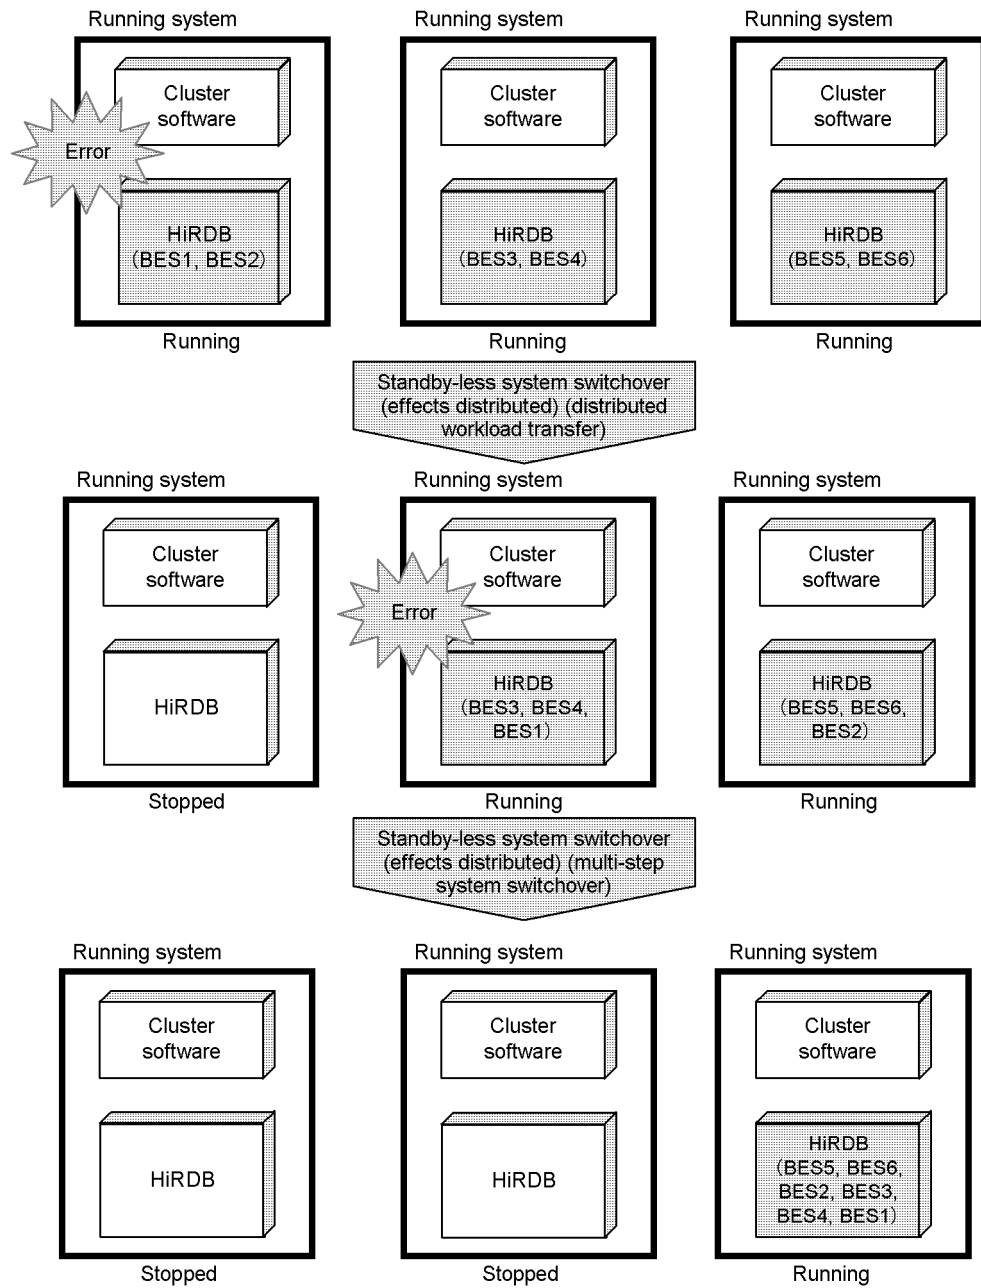 Running system
Running system
Running system
Cluster
software
Cluster
software
Cluster
software
Error
HiRDB
(BES1, BES2)
HiRDB
(BES3, BES4)
HiRDB
(BES5, BES6)
Running
Running
Running
Standby-less system switchover
(effects distributed) (distributed
workload transfer)
Running system
Running system
Running system
Cluster
software
Cluster
software
Cluster
software
Error
HiRDB
HiRDB
(BES3, BES4,
BES1)
HiRDB
(BES5, BES6,
BES2)
Stopped
Running
Running
Standby-less system switchover
(effects distributed) (multi-step
system switchover)
Running system
Running system
Running system
Cluster
software
Cluster
software
Cluster
software
HiRDB
HiRDB
HiRDB
(BES5, BES6,
BES2, BES3,
BES4, BES1)
Stopped
Stopped
Running